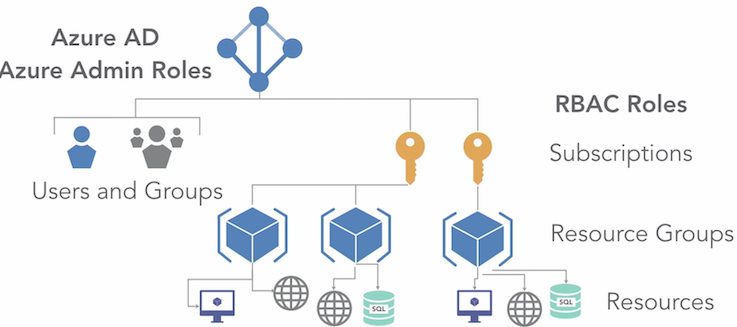 Azure AD
Azure Admin Roles
RBAC Roles
Subscriptions
Users and Groups
Resource Groups
SQL
SQL
Resources